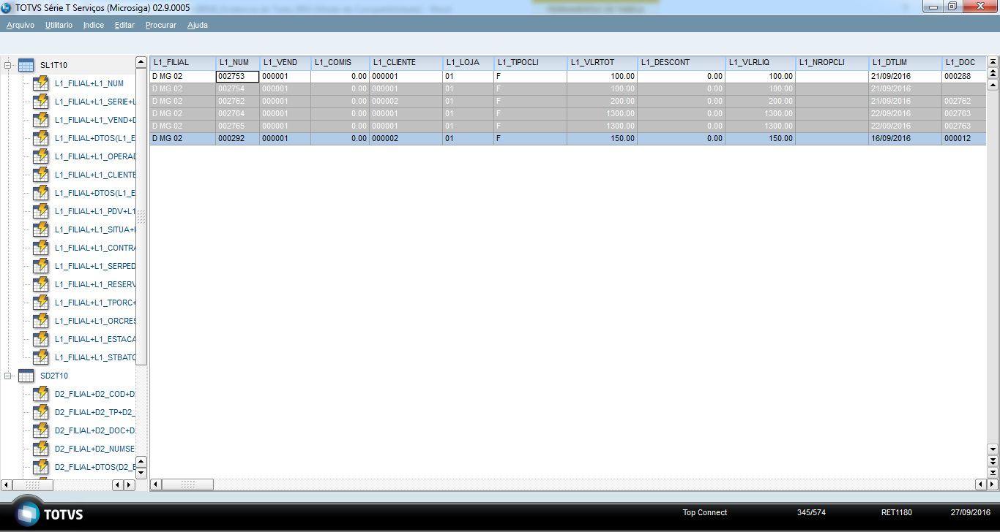 TOTVS Série T Serviços (Microsiga) 02.9.0005
Arquivo Utilitario Indice Editar Procurar Ajuda
SL1T10
L1_FILIAL+L1_NUM
L1_FILIAL+L1_SERIE+L
L1_FILIAL+L1_VEND+D
L1_FILIAL+DTOS(L1_E
L1_FILIAL+L1_OPERAD
L1_FILIAL+L1_CLIENTE
L1_FILIAL+DTOS(L1_E
L1_FILIAL+L1_PDV+L1
L1_FILIAL+L1_SITUA+
L1_FILIAL+L1_CONTRA
L1_FILIAL+L1_SERPED
L1_FILIAL+L1_RESERV
L1_FILIAL+L1_TPORC+
L1_FILIAL+L1_ORCRES
L1_FILIAL+L1_ESTACA
L1_FILIAL+L1_STBATC
SD2T10
D2_FILIAL+D2_COD+D
D2_FILIAL+D2_TP+D2_
D2_FILIAL+D2_DOC+D
D2_FILIAL+D2_NUMSE
D2_FILIAL+DTOS(D2_E
L1_FILIAL L1_NUM L1_VEND L1_COMIS L1_CLIENTE L1_LOJA L1_TIPOCLI L1_VLRTOT L1_DESCONT L1_VLRLIQ L1_NROPCLI L1_DTLIM L1_DOC
D MG 02 002753 000001 0.00 000001 01 F 100.00 0.00 100.00 21/09/2016 000288
D MG 02 002754 000001 0.00 000001 01 F 100.00 0.00 100.00 21/09/2016
D MG 02 002762 000001 0.00 000002 01 F 200.00 0.00 200.00 21/09/2016 002762
D MG 02 002764 000001 0.00 000001 01 F 1300.00 0.00 1300.00 22/09/2016 002763
D MG 02 002765 000001 0.00 000001 01 F 1300.00 0.00 1300.00 22/09/2016 002763
D MG 02 000292 000001 0.00 000002 01 F 150.00 0.00 150.00 16/09/2016 000012
TOTVS Top Connect 345/574 RET1180 27/09/2016